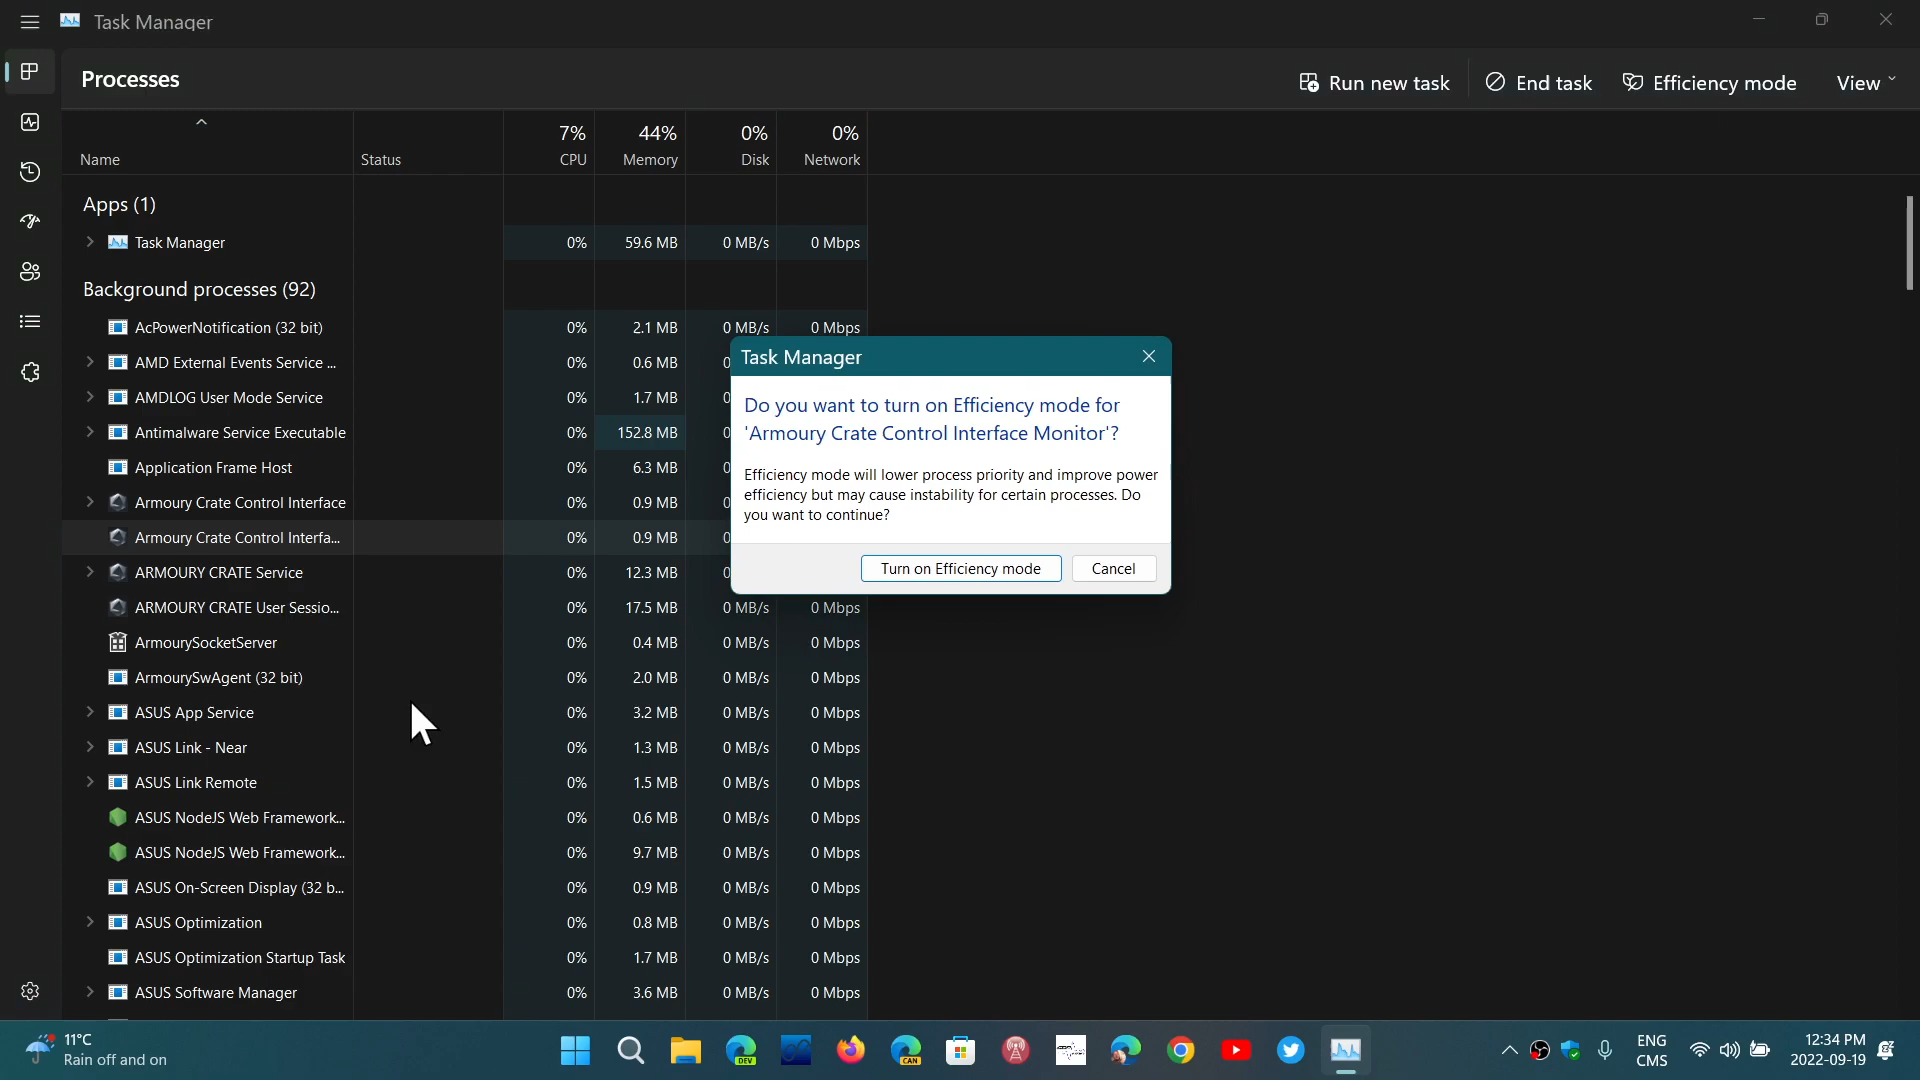 Task Manager
Processes
Run new task
End task
Efficiency mode
View
7% 44% 0% 0%
Name Status CPU Memory Disk Network
Apps (1)
Task Manager 0% 59.6 MB 0 MB/s 0 Mbps
Background processes (92)
AcPowerNotification (32 bit) 0% 2.1 MB 0 MB/s 0 Mbps
AMD External Events Service ... 0% 0.6 MB 0
AMDLOG User Mode Service 0% 1.7 MB 0
Antimalware Service Executable 0% 152.8 MB 0
Application Frame Host 0% 6.3 MB 0
Armoury Crate Control Interface 0% 0.9 MB 0
Armoury Crate Control Interfa... 0% 0.9 MB 0
ARMOURY CRATE Service 0% 12.3 MB 0
ARMOURY CRATE User Sessio... 0% 17.5 MB 0 MB/s 0 Mbps
ArmourySocketServer 0% 0.4 MB 0 MB/s 0 Mbps
ArmourySwAgent (32 bit) 0% 2.0 MB 0 MB/s 0 Mbps
ASUS App Service 0% 3.2 MB 0 MB/s 0 Mbps
ASUS Link - Near 0% 1.3 MB 0 MB/s 0 Mbps
ASUS Link Remote 0% 1.5 MB 0 MB/s 0 Mbps
ASUS NodeJS Web Framework... 0% 0.6 MB 0 MB/s 0 Mbps
ASUS NodeJS Web Framework... 0% 9.7 MB 0 MB/s 0 Mbps
ASUS On-Screen Display (32 b... 0% 0.9 MB 0 MB/s 0 Mbps
ASUS Optimization 0% 0.8 MB 0 MB/s 0 Mbps
ASUS Optimization Startup Task 0% 1.7 MB 0 MB/s 0 Mbps
ASUS Software Manager 0% 3.6 MB 0 MB/s 0 Mbps
Task Manager
Do you want to turn on Efficiency mode for
'Armoury Crate Control Interface Monitor'?
Efficiency mode will lower process priority and improve power
efficiency but may cause instability for certain processes. Do
you want to continue?
Turn on Efficiency mode
Cancel
11°C
Rain off and on
DEV
CAN
ENG
CMS
12:34 PM
2022-09-19